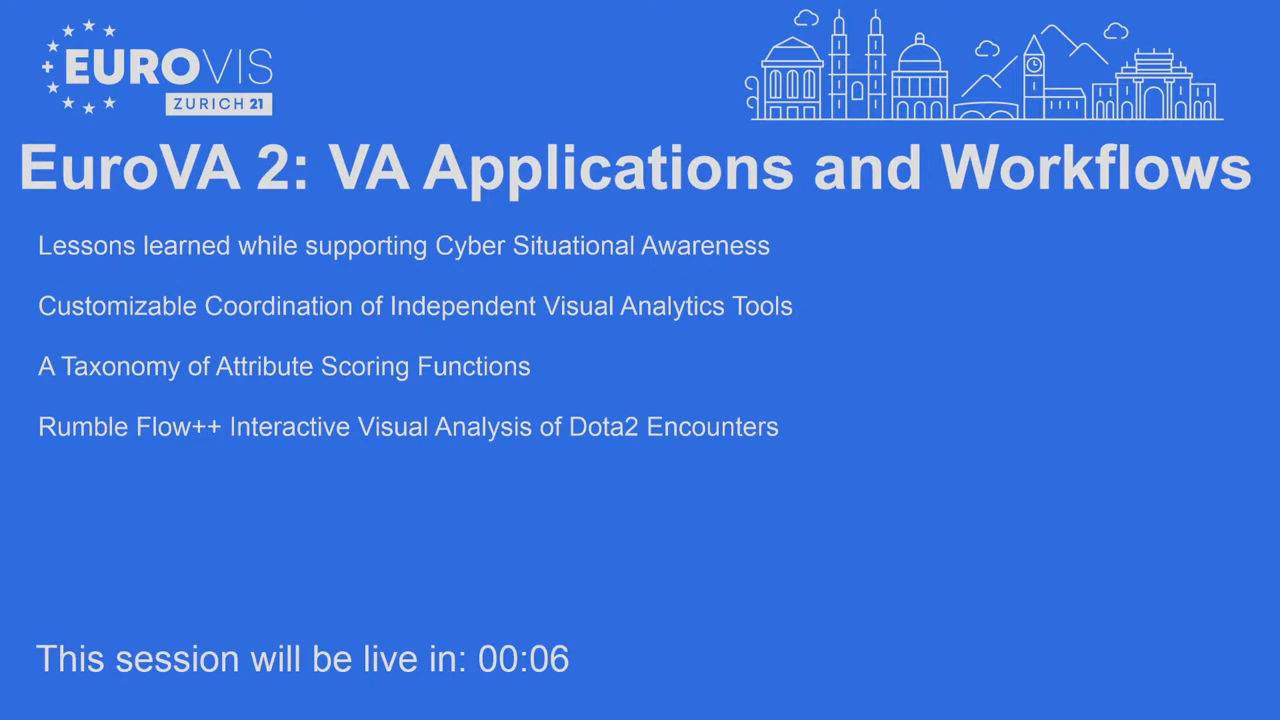 EUROVIS
ZURICH 21
EuroVA 2: VA Applications and Workflows
Lessons learned while supporting Cyber Situational Awareness
Customizable Coordination of Independent Visual Analytics Tools
A Taxonomy of Attribute Scoring Functions
Rumble Flow++ Interactive Visual Analysis of Dota2 Encounters
This session will be live in: 00:06